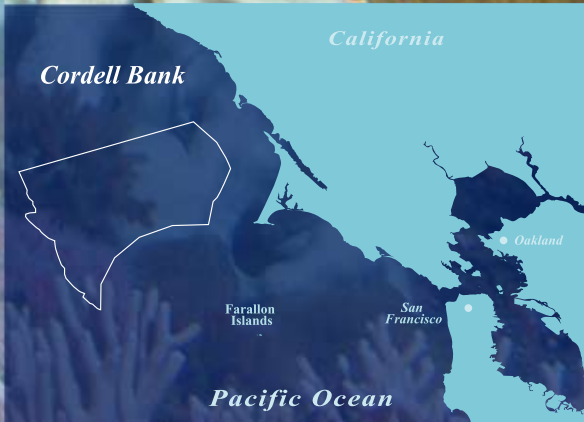 California
Cordell Bank
Oakland
Farallon
Islands
San
Francisco
Pacific Ocean